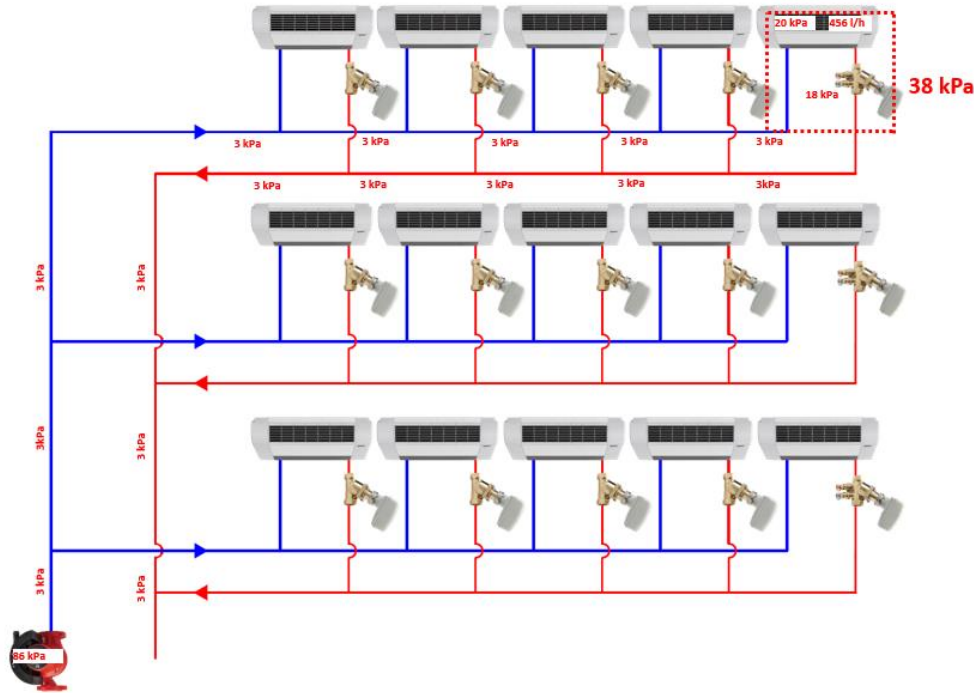 20 kPa 456 l/h
38 kPa
18 kPa
3 kPa 3 kPa 3 kPa 3 kPa 3 kPa
3 kPa 3 kPa 3 kPa 3 kPa 3kPa
3 kPa 3 kPa
3kPa 3 kPa
3 kPa 3 kPa
86 kPa